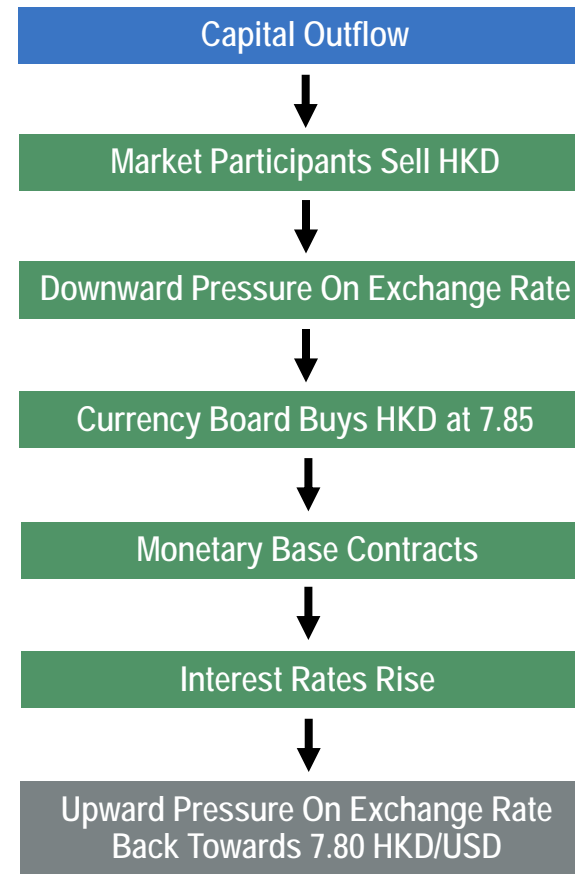 Capital Outflow
Market Participants Sell HKD
Downward Pressure On Exchange Rate
Currency Board Buys HKD at 7.85
Monetary Base Contracts
Interest Rates Rise
Upward Pressure On Exchange Rate
Back Towards 7.80 HKD/USD